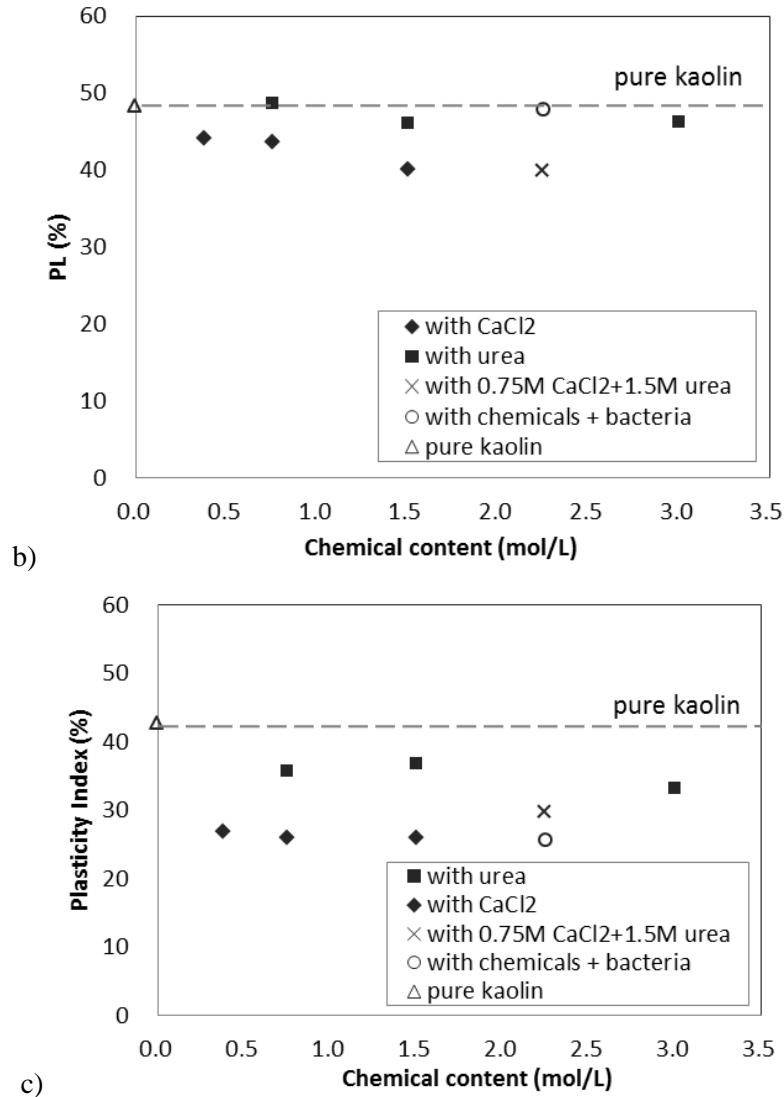 60
50
40
30
20
10
0
PL (%)
pure kaolin
with CaCl2
with urea
with 0.75M CaCl2+1.5M urea
with chemicals + bacteria
pure kaolin
0.0 0.5 1.0 1.5 2.0 2.5 3.0 3.5
Chemical content (mol/L)
b)
60
50
40
30
20
10
0
Plasticity Index (%)
pure kaolin
with urea
with CaCl2
with 0.75M CaCl2+1.5M urea
with chemicals + bacteria
pure kaolin
0.0 0.5 1.0 1.5 2.0 2.5 3.0 3.5
Chemical content (mol/L)
c)